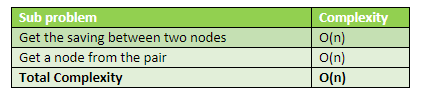 Sub problem Complexity
Get the saving between two nodes O(n)
Get a node from the pair O(n)
Total Complexity O(n)